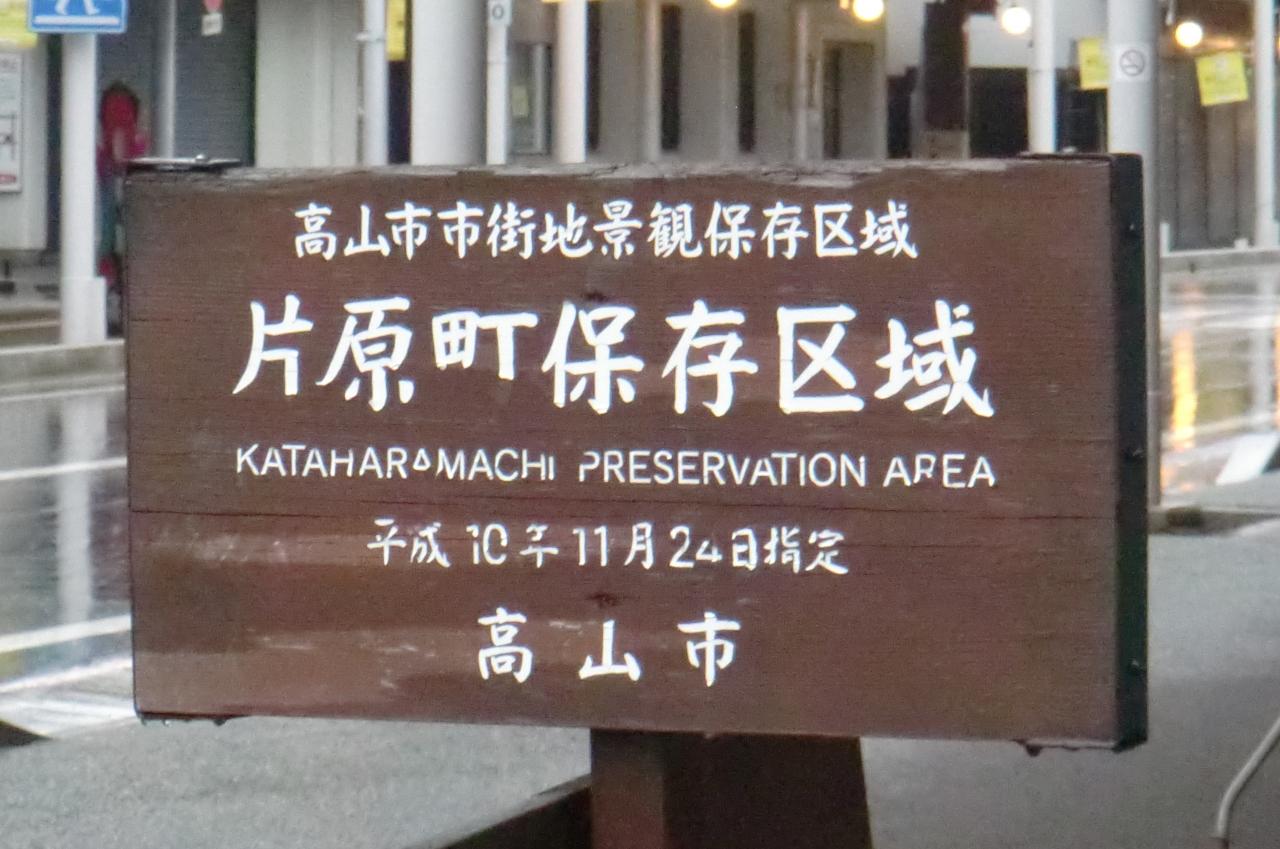 高山市市街地景観保存区域
片原町保存区域
KATAHARAMACHI PRESERVATION AREA
平成10年11月24日指定
高山市